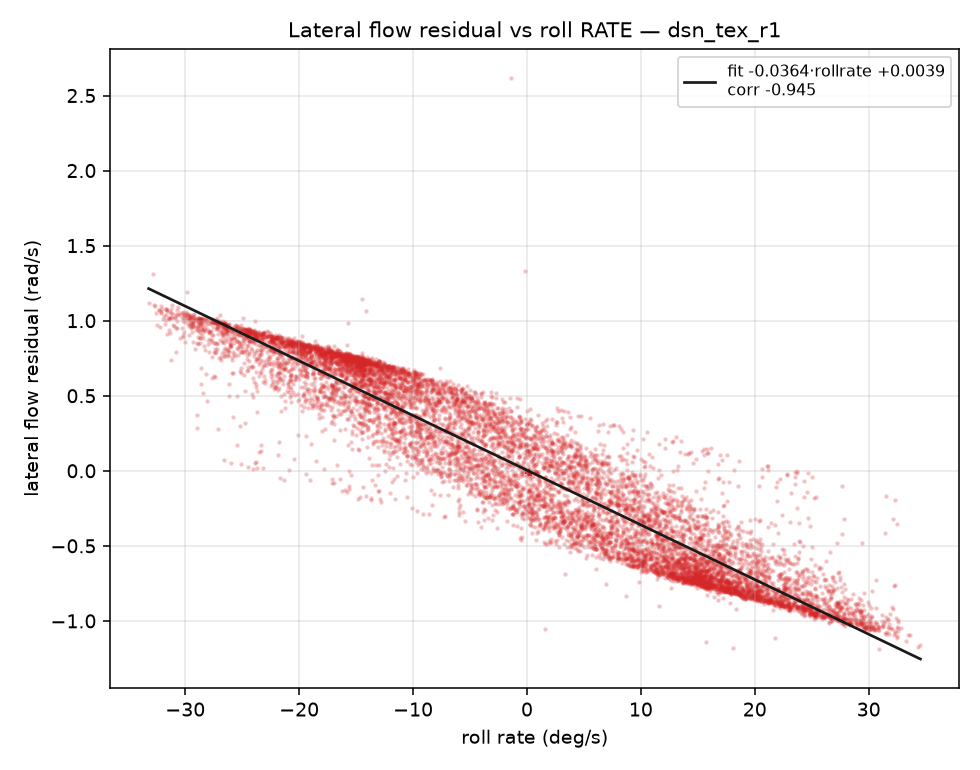 Lateral flow residual vs roll RATE — dsn_tex_r1
fit -0.0364·rollrate +0.0039
corr -0.945
2.5
2.0
1.5
1.0
0.5
0.0
−0.5
−1.0
lateral flow residual (rad/s)
−30 −20 −10 0 10 20 30
roll rate (deg/s)